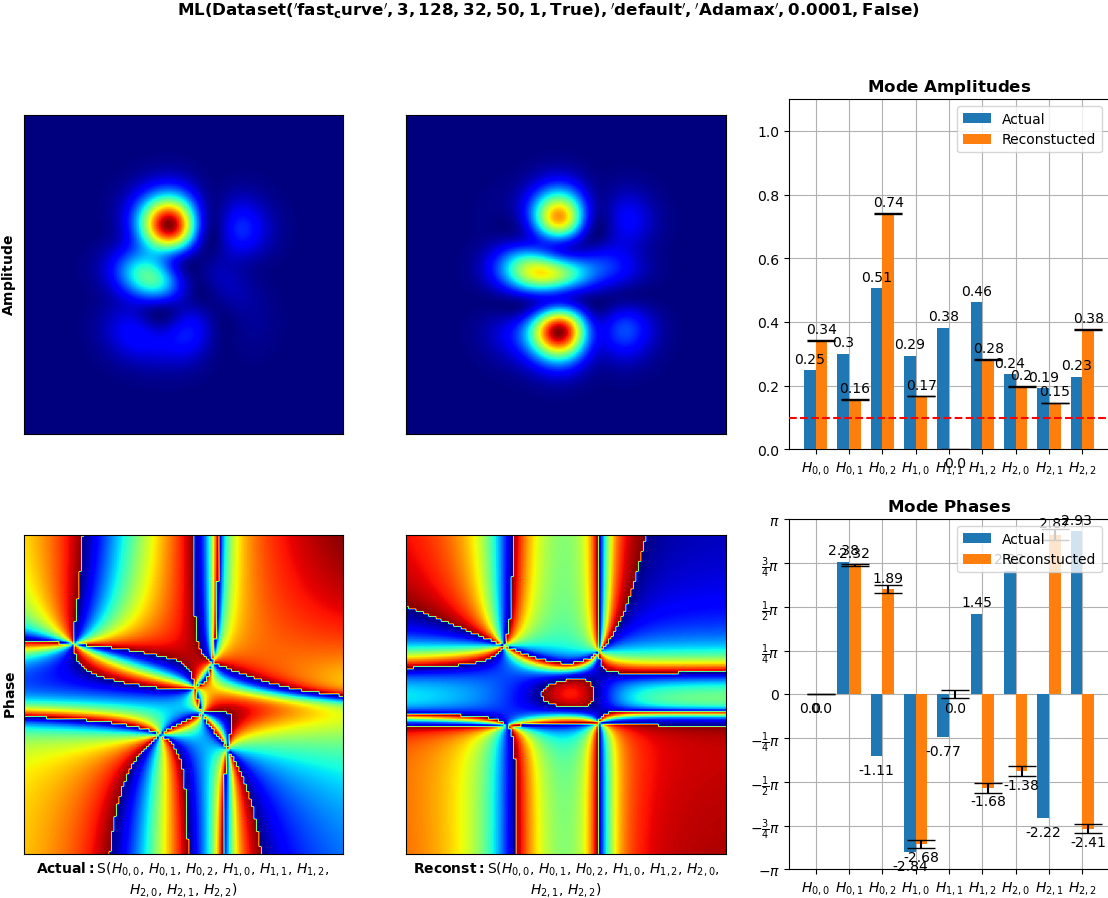 ML(Dataset('fast_curve', 3, 128, 32, 50, 1, True), 'default', 'Adamax', 0.0001, False)
Amplitude
Mode Amplitudes
Actual
Reconstucted
1.0
0.8
0.6
0.4
0.2
0.0
0.25
0.34
0.3
0.16
0.51
0.74
0.29
0.17
0.38
0.0
0.46
0.28
0.24
0.2
0.19
0.15
0.23
0.38
H0,0 H0,1 H0,2 H1,0 H1,1 H1,2 H2,0 H2,1 H2,2
Phase
Actual: S(H0,0, H0,1, H0,2, H1,0, H1,1, H1,2,
H2,0, H2,1, H2,2)
Reconst: S(H0,0, H0,1, H0,2, H1,0, H1,2, H2,0,
H2,1, H2,2)
Mode Phases
Actual
Reconstucted
π
3/4π
1/2π
1/4π
0
−1/4π
−1/2π
−3/4π
−π
0.0
0.0
2.38
2.32
-1.11
1.89
-2.84
-2.68
-0.77
0.0
1.45
-1.68
-1.38
-2.22
2.87
2.93
-2.41
H0,0 H0,1 H0,2 H1,0 H1,1 H1,2 H2,0 H2,1 H2,2